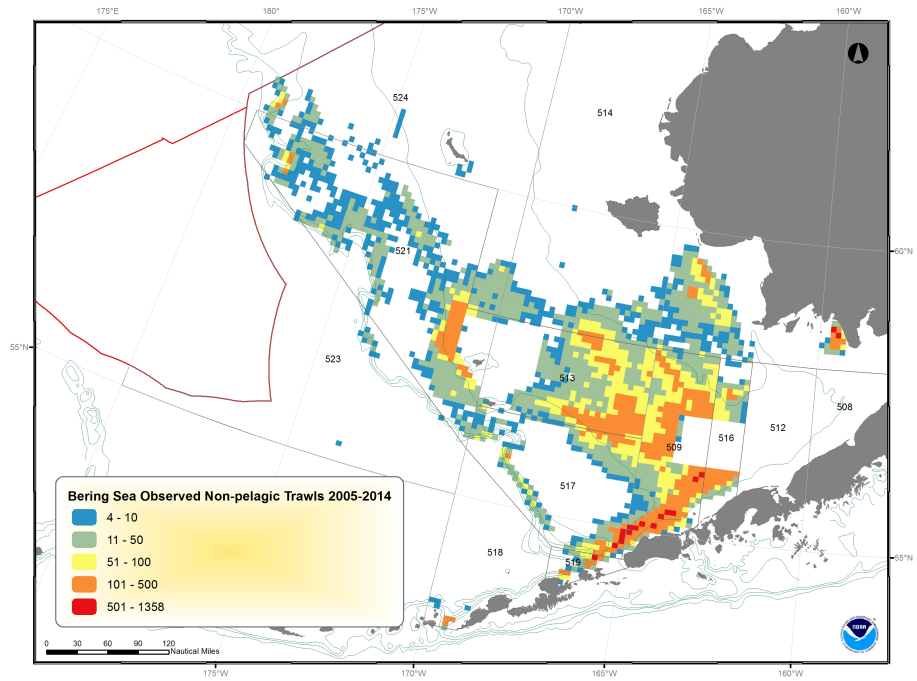 175°E 180° 175°W 170°W 165°W 160°W
524
514
521
60°N
55°N
523
513
508
512
516
509
517
518
519
55°N
Bering Sea Observed Non-pelagic Trawls 2005-2014
4 - 10
11 - 50
51 - 100
101 - 500
501 - 1358
0 30 60 90 120
Nautical Miles
NOAA
175°W 170°W 165°W 160°W